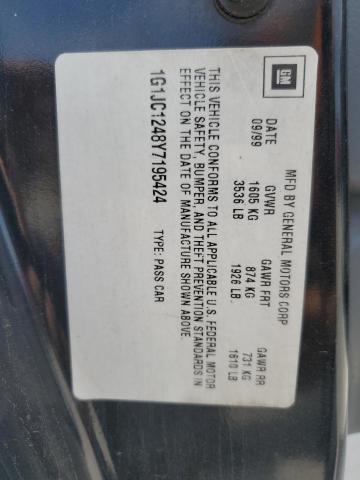 GM
MFD BY GENERAL MOTORS CORP
DATE GVWR GAWR FRT GAWR RR
09/99 1605 KG 874 KG 731 KG
3536 LB 1926 LB. 1610 LB
THIS VEHICLE CONFORMS TO ALL APPLICABLE U.S. FEDERAL MOTOR
VEHICLE SAFETY, BUMPER, AND THEFT PREVENTION STANDARDS IN
EFFECT ON THE DATE OF MANUFACTURE SHOWN ABOVE.
1G1JC1248Y7195424 TYPE: PASS CAR